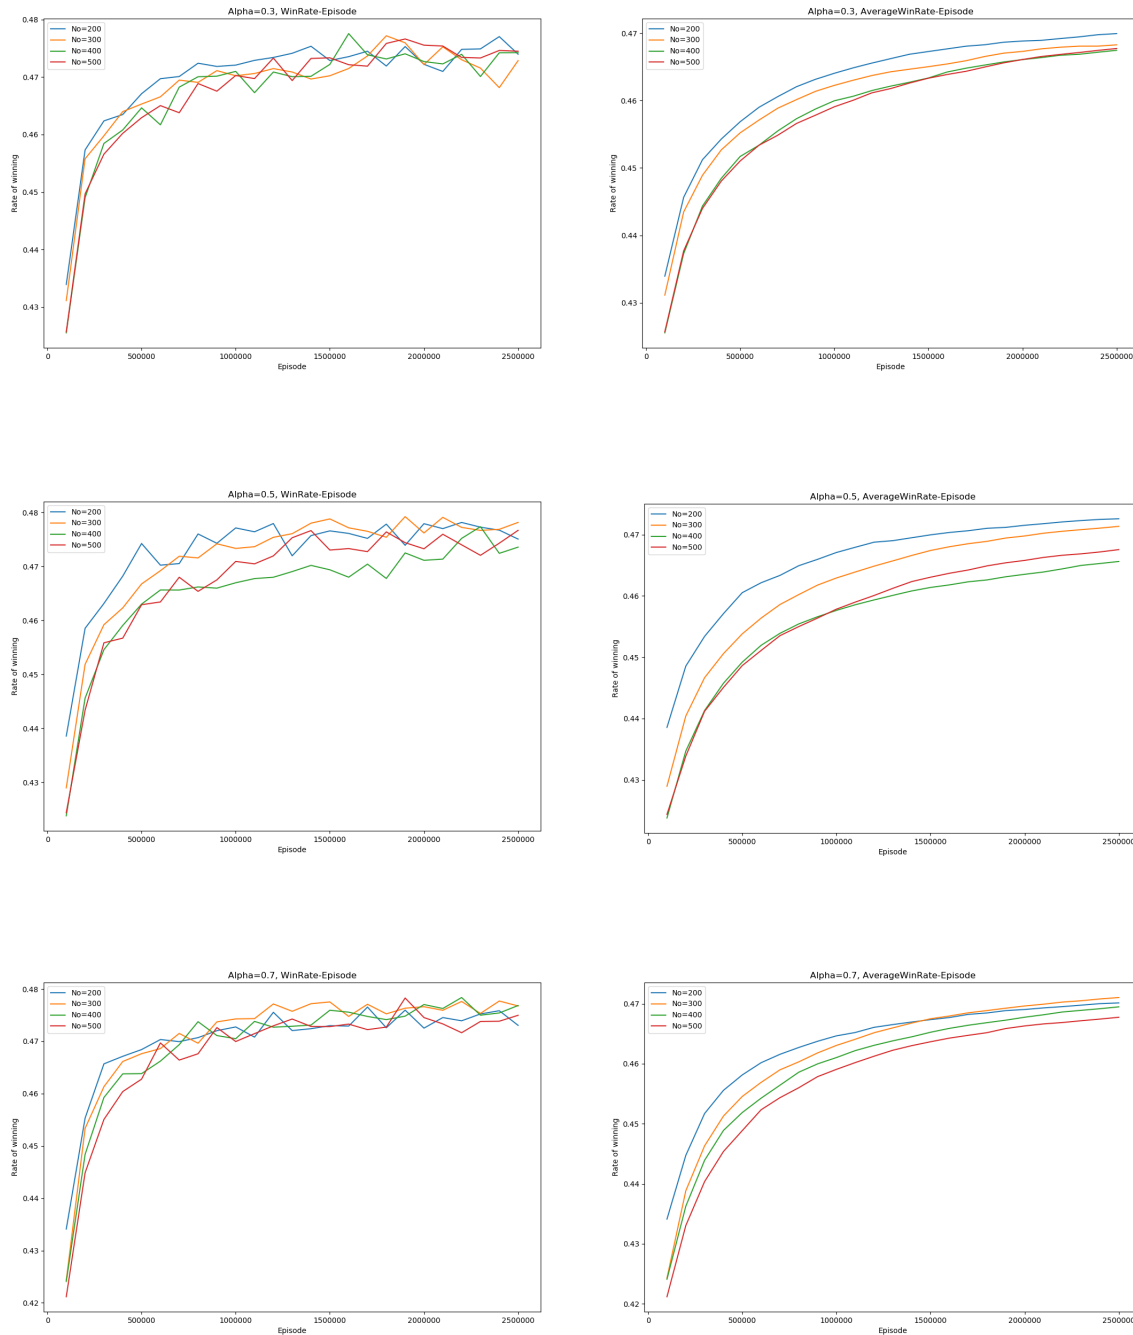 Alpha=0.3, WinRate-Episode
0.48
0.47
0.46
0.45
0.44
0.43
Rate of winning
No=200
No=300
No=400
No=500
0 500000 1000000 1500000 2000000 2500000
Episode
Alpha=0.3, AverageWinRate-Episode
0.47
0.46
0.45
0.44
0.43
Rate of winning
No=200
No=300
No=400
No=500
0 500000 1000000 1500000 2000000 2500000
Episode
Alpha=0.5, WinRate-Episode
0.48
0.47
0.46
0.45
0.44
0.43
Rate of winning
No=200
No=300
No=400
No=500
0 500000 1000000 1500000 2000000 2500000
Episode
Alpha=0.5, AverageWinRate-Episode
0.47
0.46
0.45
0.44
0.43
Rate of winning
No=200
No=300
No=400
No=500
0 500000 1000000 1500000 2000000 2500000
Episode
Alpha=0.7, WinRate-Episode
0.48
0.47
0.46
0.45
0.44
0.43
0.42
Rate of winning
No=200
No=300
No=400
No=500
0 500000 1000000 1500000 2000000 2500000
Episode
Alpha=0.7, AverageWinRate-Episode
0.47
0.46
0.45
0.44
0.43
0.42
Rate of winning
No=200
No=300
No=400
No=500
0 500000 1000000 1500000 2000000 2500000
Episode